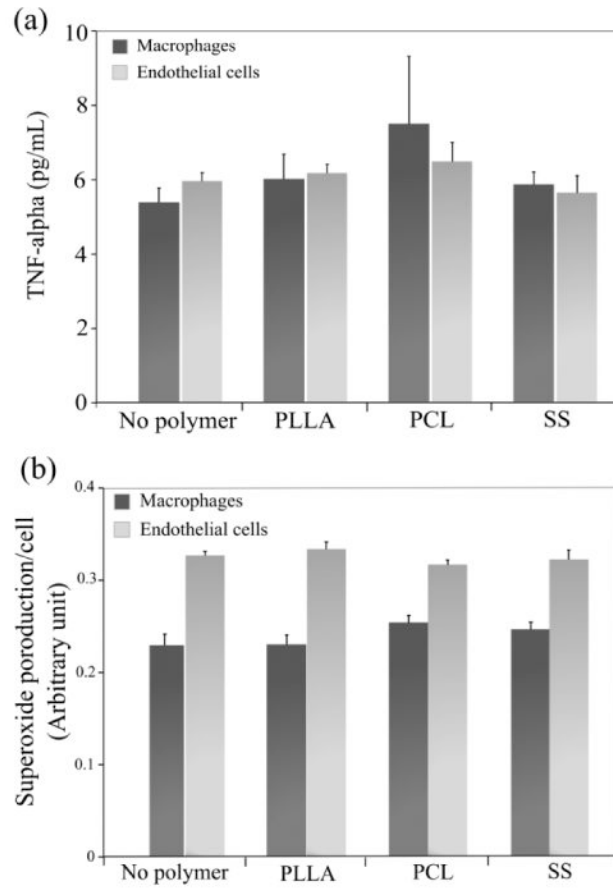 (a)
10
8
6
4
2
0
TNF-alpha (pg/mL)
Macrophages
Endothelial cells
No polymer PLLA PCL SS
(b)
0.4
0.3
0.2
0.1
0
Superoxide poroduction/cell
(Arbitrary unit)
Macrophages
Endothelial cells
No polymer PLLA PCL SS